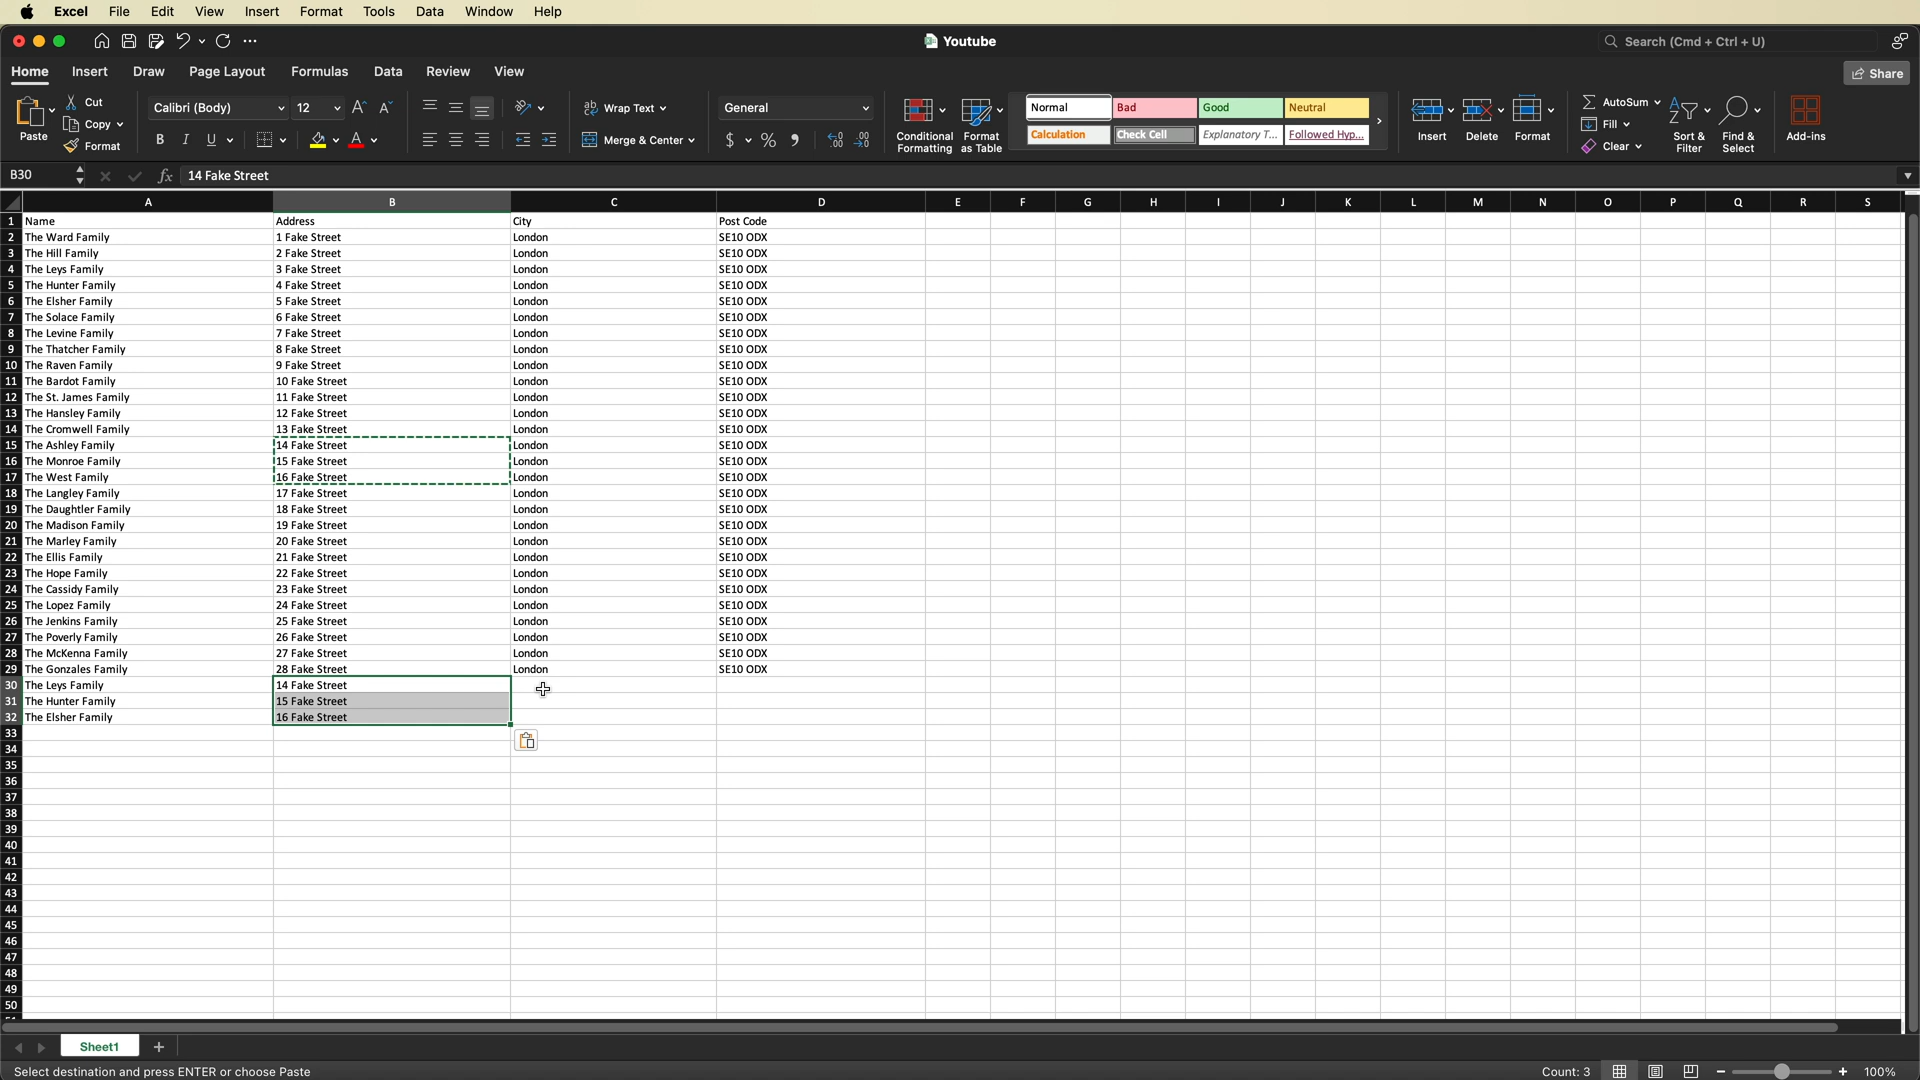 Excel File Edit View Insert Format Tools Data Window Help
Youtube
Search (Cmd + Ctrl + U)
Home Insert Draw Page Layout Formulas Data Review View
Share
Paste Cut Copy Format
Calibri (Body) 12
B I U
Wrap Text
Merge & Center
General
$ % ,
Conditional Formatting
Format as Table
Normal Bad Good Neutral
Calculation Check Cell Explanatory T... Followed Hyp...
Insert Delete Format
AutoSum
Fill
Clear
Sort & Filter
Find & Select
Add-ins
B30 fx 14 Fake Street
A B C D E F G H I J K L M N O P Q R S
1 Name Address City Post Code
2 The Ward Family 1 Fake Street London SE10 ODX
3 The Hill Family 2 Fake Street London SE10 ODX
4 The Leys Family 3 Fake Street London SE10 ODX
5 The Hunter Family 4 Fake Street London SE10 ODX
6 The Elsher Family 5 Fake Street London SE10 ODX
7 The Solace Family 6 Fake Street London SE10 ODX
8 The Levine Family 7 Fake Street London SE10 ODX
9 The Thatcher Family 8 Fake Street London SE10 ODX
10 The Raven Family 9 Fake Street London SE10 ODX
11 The Bardot Family 10 Fake Street London SE10 ODX
12 The St. James Family 11 Fake Street London SE10 ODX
13 The Hansley Family 12 Fake Street London SE10 ODX
14 The Cromwell Family 13 Fake Street London SE10 ODX
15 The Ashley Family 14 Fake Street London SE10 ODX
16 The Monroe Family 15 Fake Street London SE10 ODX
17 The West Family 16 Fake Street London SE10 ODX
18 The Langley Family 17 Fake Street London SE10 ODX
19 The Daughtler Family 18 Fake Street London SE10 ODX
20 The Madison Family 19 Fake Street London SE10 ODX
21 The Marley Family 20 Fake Street London SE10 ODX
22 The Ellis Family 21 Fake Street London SE10 ODX
23 The Hope Family 22 Fake Street London SE10 ODX
24 The Cassidy Family 23 Fake Street London SE10 ODX
25 The Lopez Family 24 Fake Street London SE10 ODX
26 The Jenkins Family 25 Fake Street London SE10 ODX
27 The Poverly Family 26 Fake Street London SE10 ODX
28 The McKenna Family 27 Fake Street London SE10 ODX
29 The Gonzales Family 28 Fake Street London SE10 ODX
30 The Leys Family 14 Fake Street
31 The Hunter Family 15 Fake Street
32 The Elsher Family 16 Fake Street
33
34
35
36
37
38
39
40
41
42
43
44
45
46
47
48
49
50
Sheet1
Select destination and press ENTER or choose Paste Count: 3 100%